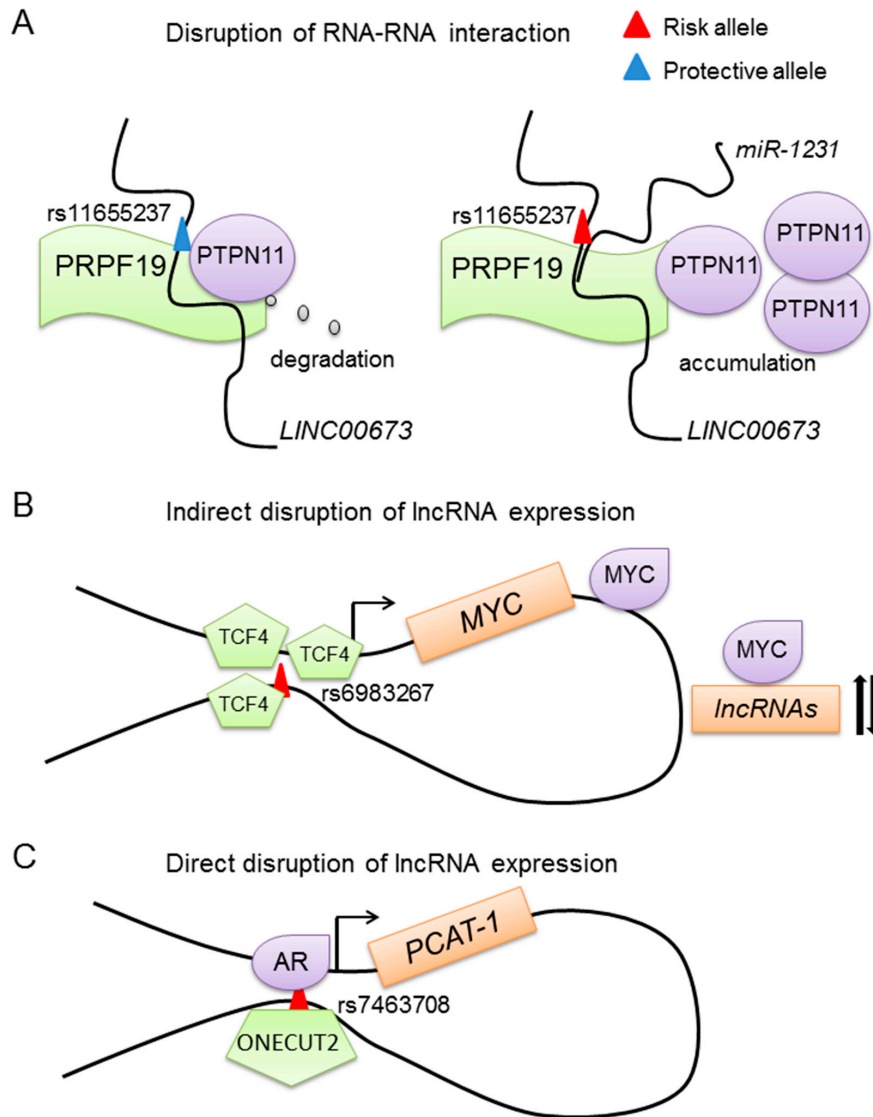 A
Disruption of RNA-RNA interaction
Risk allele
Protective allele
rs11655237
PRPF19
PTPN11
degradation
LINC00673
miR-1231
rs11655237
PRPF19
PTPN11
PTPN11
PTPN11
accumulation
LINC00673
B
Indirect disruption of lncRNA expression
TCF4
TCF4
TCF4
rs6983267
MYC
MYC
MYC
lncRNAs
C
Direct disruption of lncRNA expression
AR
PCAT-1
rs7463708
ONECUT2